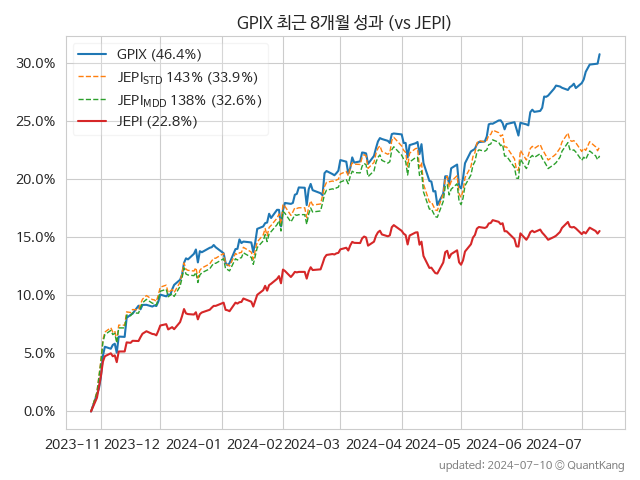 GPIX 최근 8개월 성과 (vs JEPI)
GPIX (46.4%)
JEPI_STD 143% (33.9%)
JEPI_MDD 138% (32.6%)
JEPI (22.8%)
30.0%
25.0%
20.0%
15.0%
10.0%
5.0%
0.0%
2023-11 2023-12 2024-01 2024-02 2024-03 2024-04 2024-05 2024-06 2024-07
updated: 2024-07-10 © QuantKang